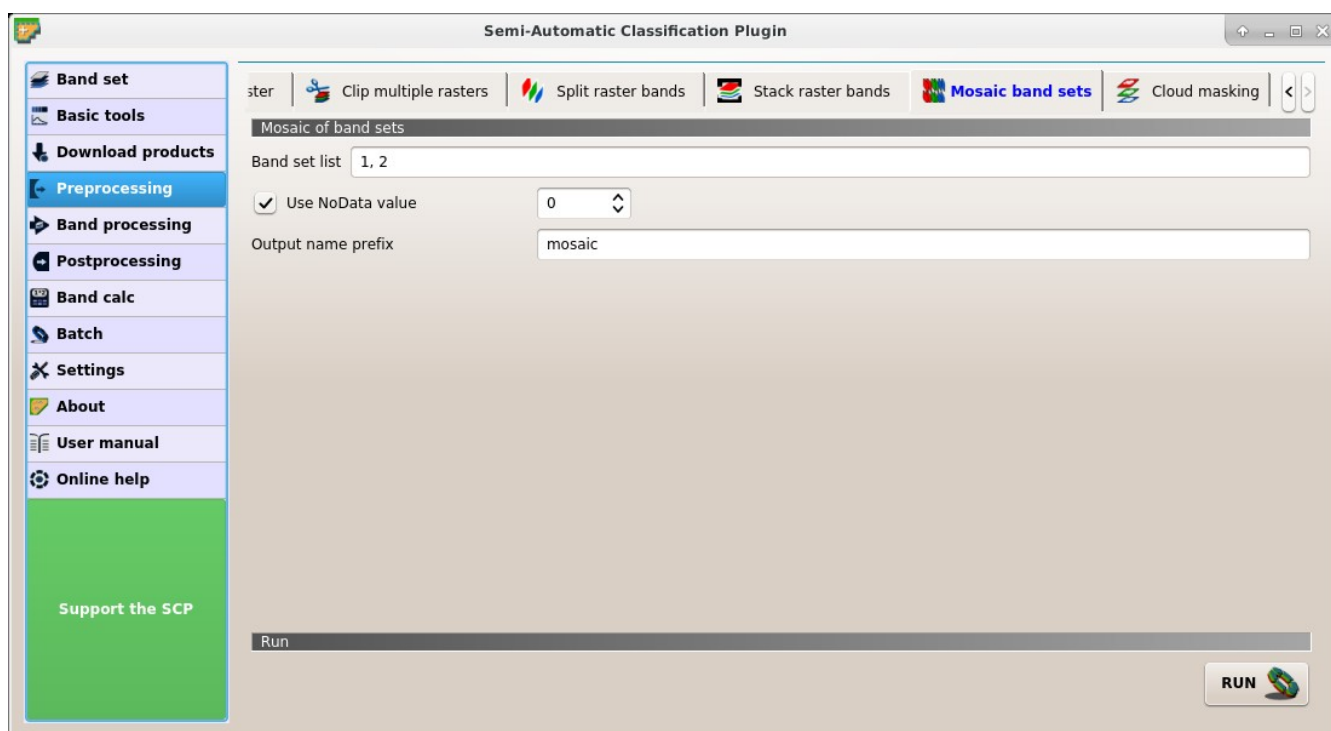 Semi-Automatic Classification Plugin
Band set
Basic tools
Download products
Preprocessing
Band processing
Postprocessing
Band calc
Batch
Settings
About
User manual
Online help
Support the SCP
ster Clip multiple rasters Split raster bands Stack raster bands Mosaic band sets Cloud masking < >
Mosaic of band sets
Band set list 1, 2
Use NoData value 0
Output name prefix mosaic
Run
RUN